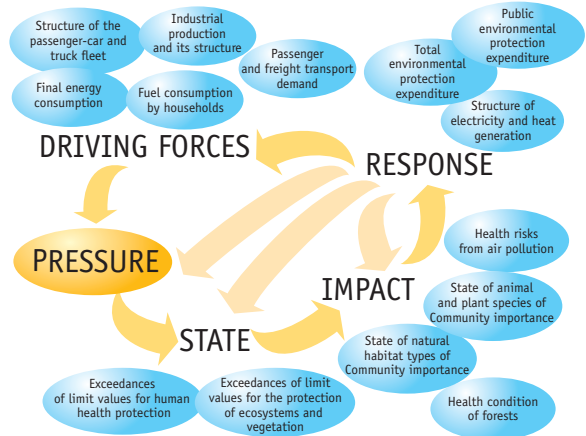 Structure of the
passenger-car and
truck fleet
Industrial
production
and its structure
Passenger
and freight transport
demand
Final energy
consumption
Fuel consumption
by households
Public
environmental
protection
expenditure
Total
environmental
protection
expenditure
Structure of
electricity and heat
generation
DRIVING FORCES
RESPONSE
PRESSURE
IMPACT
STATE
Health risks
from air pollution
State of animal
and plant species of
Community importance
State of natural
habitat types of
Community importance
Health condition
of forests
Exceedances
of limit values for human
health protection
Exceedances of limit
values for the protection
of ecosystems and
vegetation